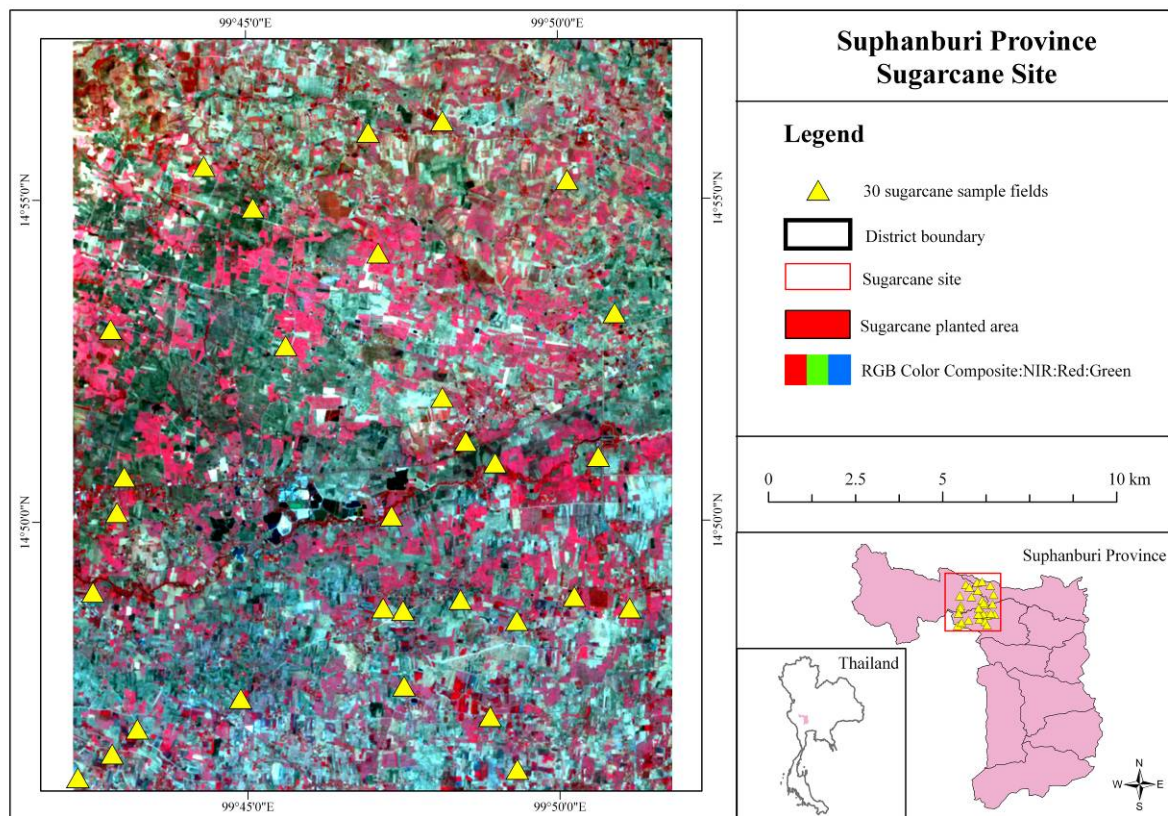 99°45'0"E
99°50'0"E
14°55'0"N
14°55'0"N
14°50'0"N
14°50'0"N
99°45'0"E
99°50'0"E
Suphanburi Province
Sugarcane Site
Legend
30 sugarcane sample fields
District boundary
Sugarcane site
Sugarcane planted area
RGB Color Composite:NIR:Red:Green
0 2.5 5 10 km
Suphanburi Province
Thailand
N
W E
S